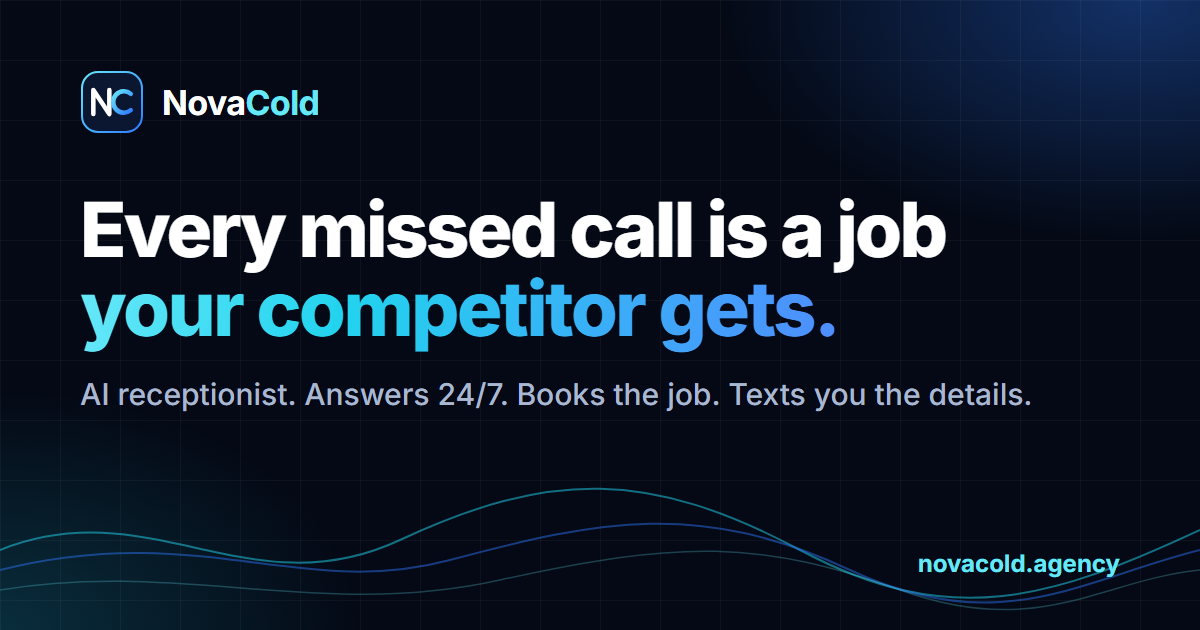 NC NovaCold
Every missed call is a job
your competitor gets.
AI receptionist. Answers 24/7. Books the job. Texts you the details.
novacold.agency